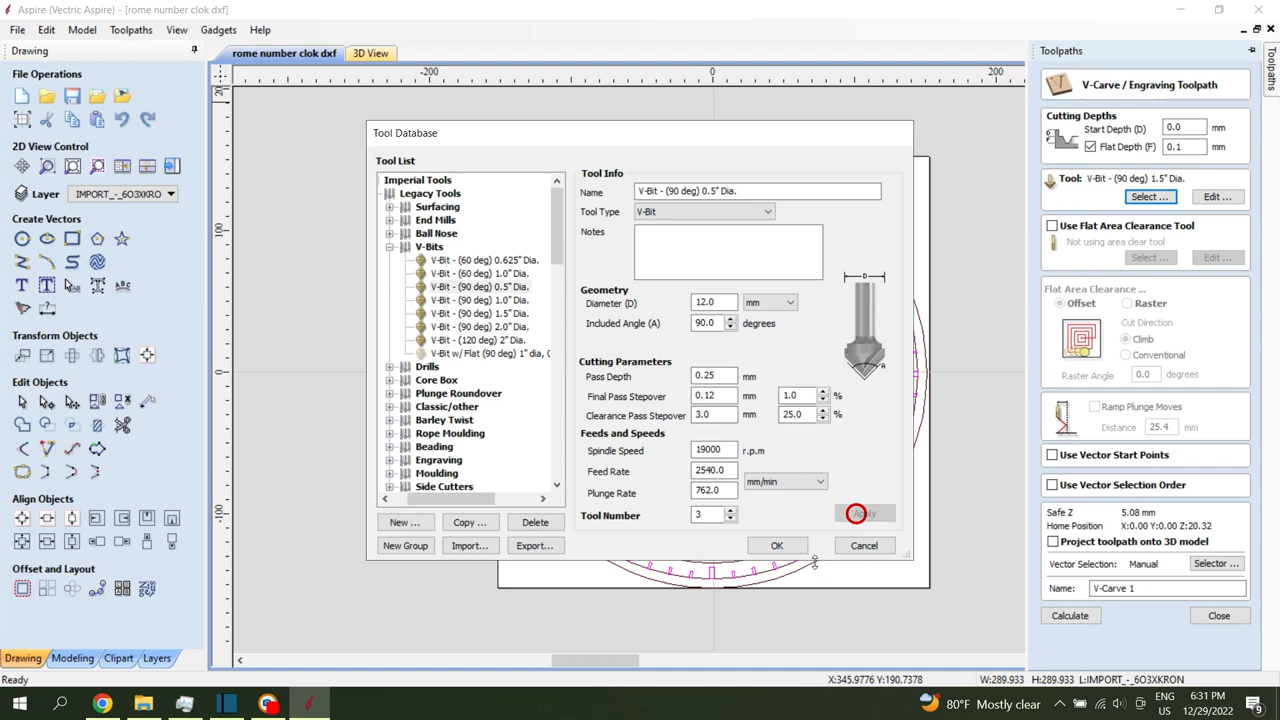 Aspire (Vectric Aspire) - [rome number clok dxf]
File Edit Model Toolpaths View Gadgets Help
Drawing
File Operations
2D View Control
Layer IMPORT_-_6O3XKRO
Create Vectors
Transform Objects
Edit Objects
Align Objects
Offset and Layout
Drawing Modeling Clipart Layers
Ready
rome number clok dxf 3D View
-200 0 200
100
0
-100
Tool Database
Tool List
Imperial Tools
Legacy Tools
Surfacing
End Mills
Ball Nose
V-Bits
V-Bit - (60 deg) 0.625" Dia.
V-Bit - (60 deg) 1.0" Dia.
V-Bit - (90 deg) 0.5" Dia.
V-Bit - (90 deg) 1.0" Dia.
V-Bit - (90 deg) 1.5" Dia.
V-Bit - (90 deg) 2.0" Dia.
V-Bit - (120 deg) 2" Dia.
V-Bit w/ Flat (90 deg) 1" dia, 0
Drills
Core Box
Plunge Roundover
Classic/other
Barley Twist
Rope Moulding
Beading
Engraving
Moulding
Side Cutters
New ... Copy ... Delete
New Group Import... Export...
Tool Info
Name V-Bit - (90 deg) 0.5" Dia.
Tool Type V-Bit
Notes
Geometry
Diameter (D) 12.0 mm
Included Angle (A) 90.0 degrees
D
A
Cutting Parameters
Pass Depth 0.25 mm
Final Pass Stepover 0.12 mm 1.0 %
Clearance Pass Stepover 3.0 mm 25.0 %
Feeds and Speeds
Spindle Speed 19000 r.p.m
Feed Rate 2540.0
mm/min
Plunge Rate 762.0
Tool Number 3
Apply
OK Cancel
Toolpaths
Toolpaths
V-Carve / Engraving Toolpath
Cutting Depths
Start Depth (D) 0.0 mm
Flat Depth (F) 0.1 mm
Tool: V-Bit - (90 deg) 1.5" Dia.
Select ... Edit ...
Use Flat Area Clearance Tool
Not using area clear tool
Select ... Edit ...
Flat Area Clearance ...
Offset Raster
Cut Direction
Climb
Conventional
Raster Angle 0.0 degrees
Ramp Plunge Moves
Distance 25.4 mm
Use Vector Start Points
Use Vector Selection Order
Safe Z 5.08 mm
Home Position X:0.00 Y:0.00 Z:20.32
Project toolpath onto 3D model
Vector Selection: Manual Selector ...
Name: V-Carve 1
Calculate Close
X:345.9776 Y:190.7378 W:289.933 H:289.933 L:IMPORT_-_6O3XKRON
80°F Mostly clear
ENG
US
6:31 PM
12/29/2022